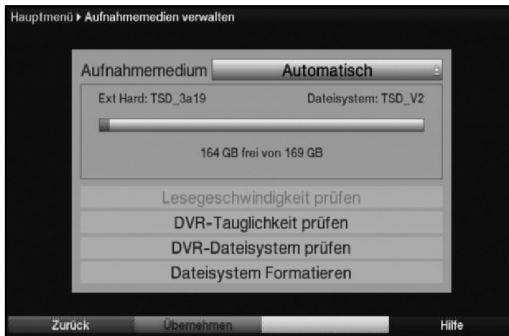 Hauptmenü ▸ Aufnahmemedien verwalten
Aufnahmemedium Automatisch
Ext Hard: TSD_3a19 Dateisystem: TSD_V2
164 GB frei von 169 GB
Lesegeschwindigkeit prüfen
DVR-Tauglichkeit prüfen
DVR-Dateisystem prüfen
Dateisystem Formatieren
Zurück Übernehmen Hilfe